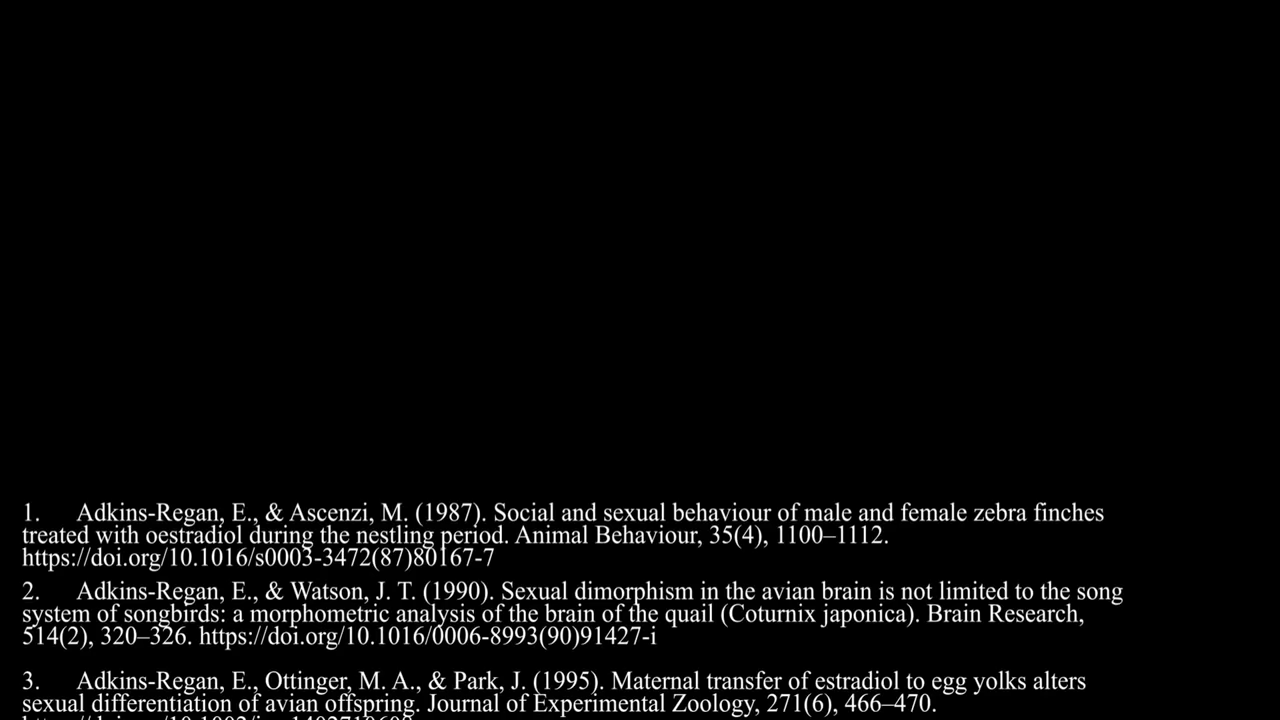 1. Adkins-Regan, E., & Ascenzi, M. (1987). Social and sexual behaviour of male and female zebra finches
treated with oestradiol during the nestling period. Animal Behaviour, 35(4), 1100–1112.
https://doi.org/10.1016/s0003-3472(87)80167-7
2. Adkins-Regan, E., & Watson, J. T. (1990). Sexual dimorphism in the avian brain is not limited to the song
system of songbirds: a morphometric analysis of the brain of the quail (Coturnix japonica). Brain Research,
514(2), 320–326. https://doi.org/10.1016/0006-8993(90)91427-i
3. Adkins-Regan, E., Ottinger, M. A., & Park, J. (1995). Maternal transfer of estradiol to egg yolks alters
sexual differentiation of avian offspring. Journal of Experimental Zoology, 271(6), 466–470.